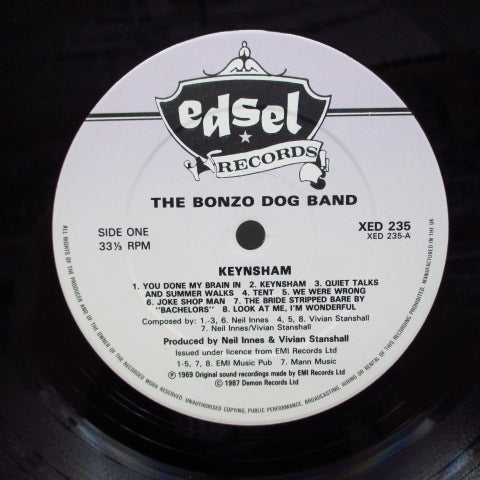 edsel
RECORDS
THE BONZO DOG BAND
SIDE ONE
33⅓ RPM
XED 235
XED 235-A
KEYNSHAM
1. YOU DONE MY BRAIN IN 2. KEYNSHAM 3. QUIET TALKS
AND SUMMER WALKS 4. TENT 5. WE WERE WRONG
6. JOKE SHOP MAN 7. THE BRIDE STRIPPED BARE BY
"BACHELORS" 8. LOOK AT ME, I'M WONDERFUL
Composed by: 1.-3, 6. Neil Innes 4, 5, 8. Vivian Stanshall
7. Neil Innes/Vivian Stanshall
Produced by Neil Innes & Vivian Stanshall
Issued under licence from EMI Records Ltd
1-5, 7, 8. EMI Music Pub 7. Mann Music
Ⓟ 1969 Original sound recordings made by EMI Records Ltd
© 1987 Demon Records Ltd
ALL RIGHTS OF THE PRODUCER AND OF THE OWNER OF THE RECORDED WORK RESERVED. UNAUTHORISED COPYING, PUBLIC PERFORMANCE, BROADCASTING, HIRING OR RENTAL OF THIS RECORDING PROHIBITED. MANUFACTURED IN THE UK